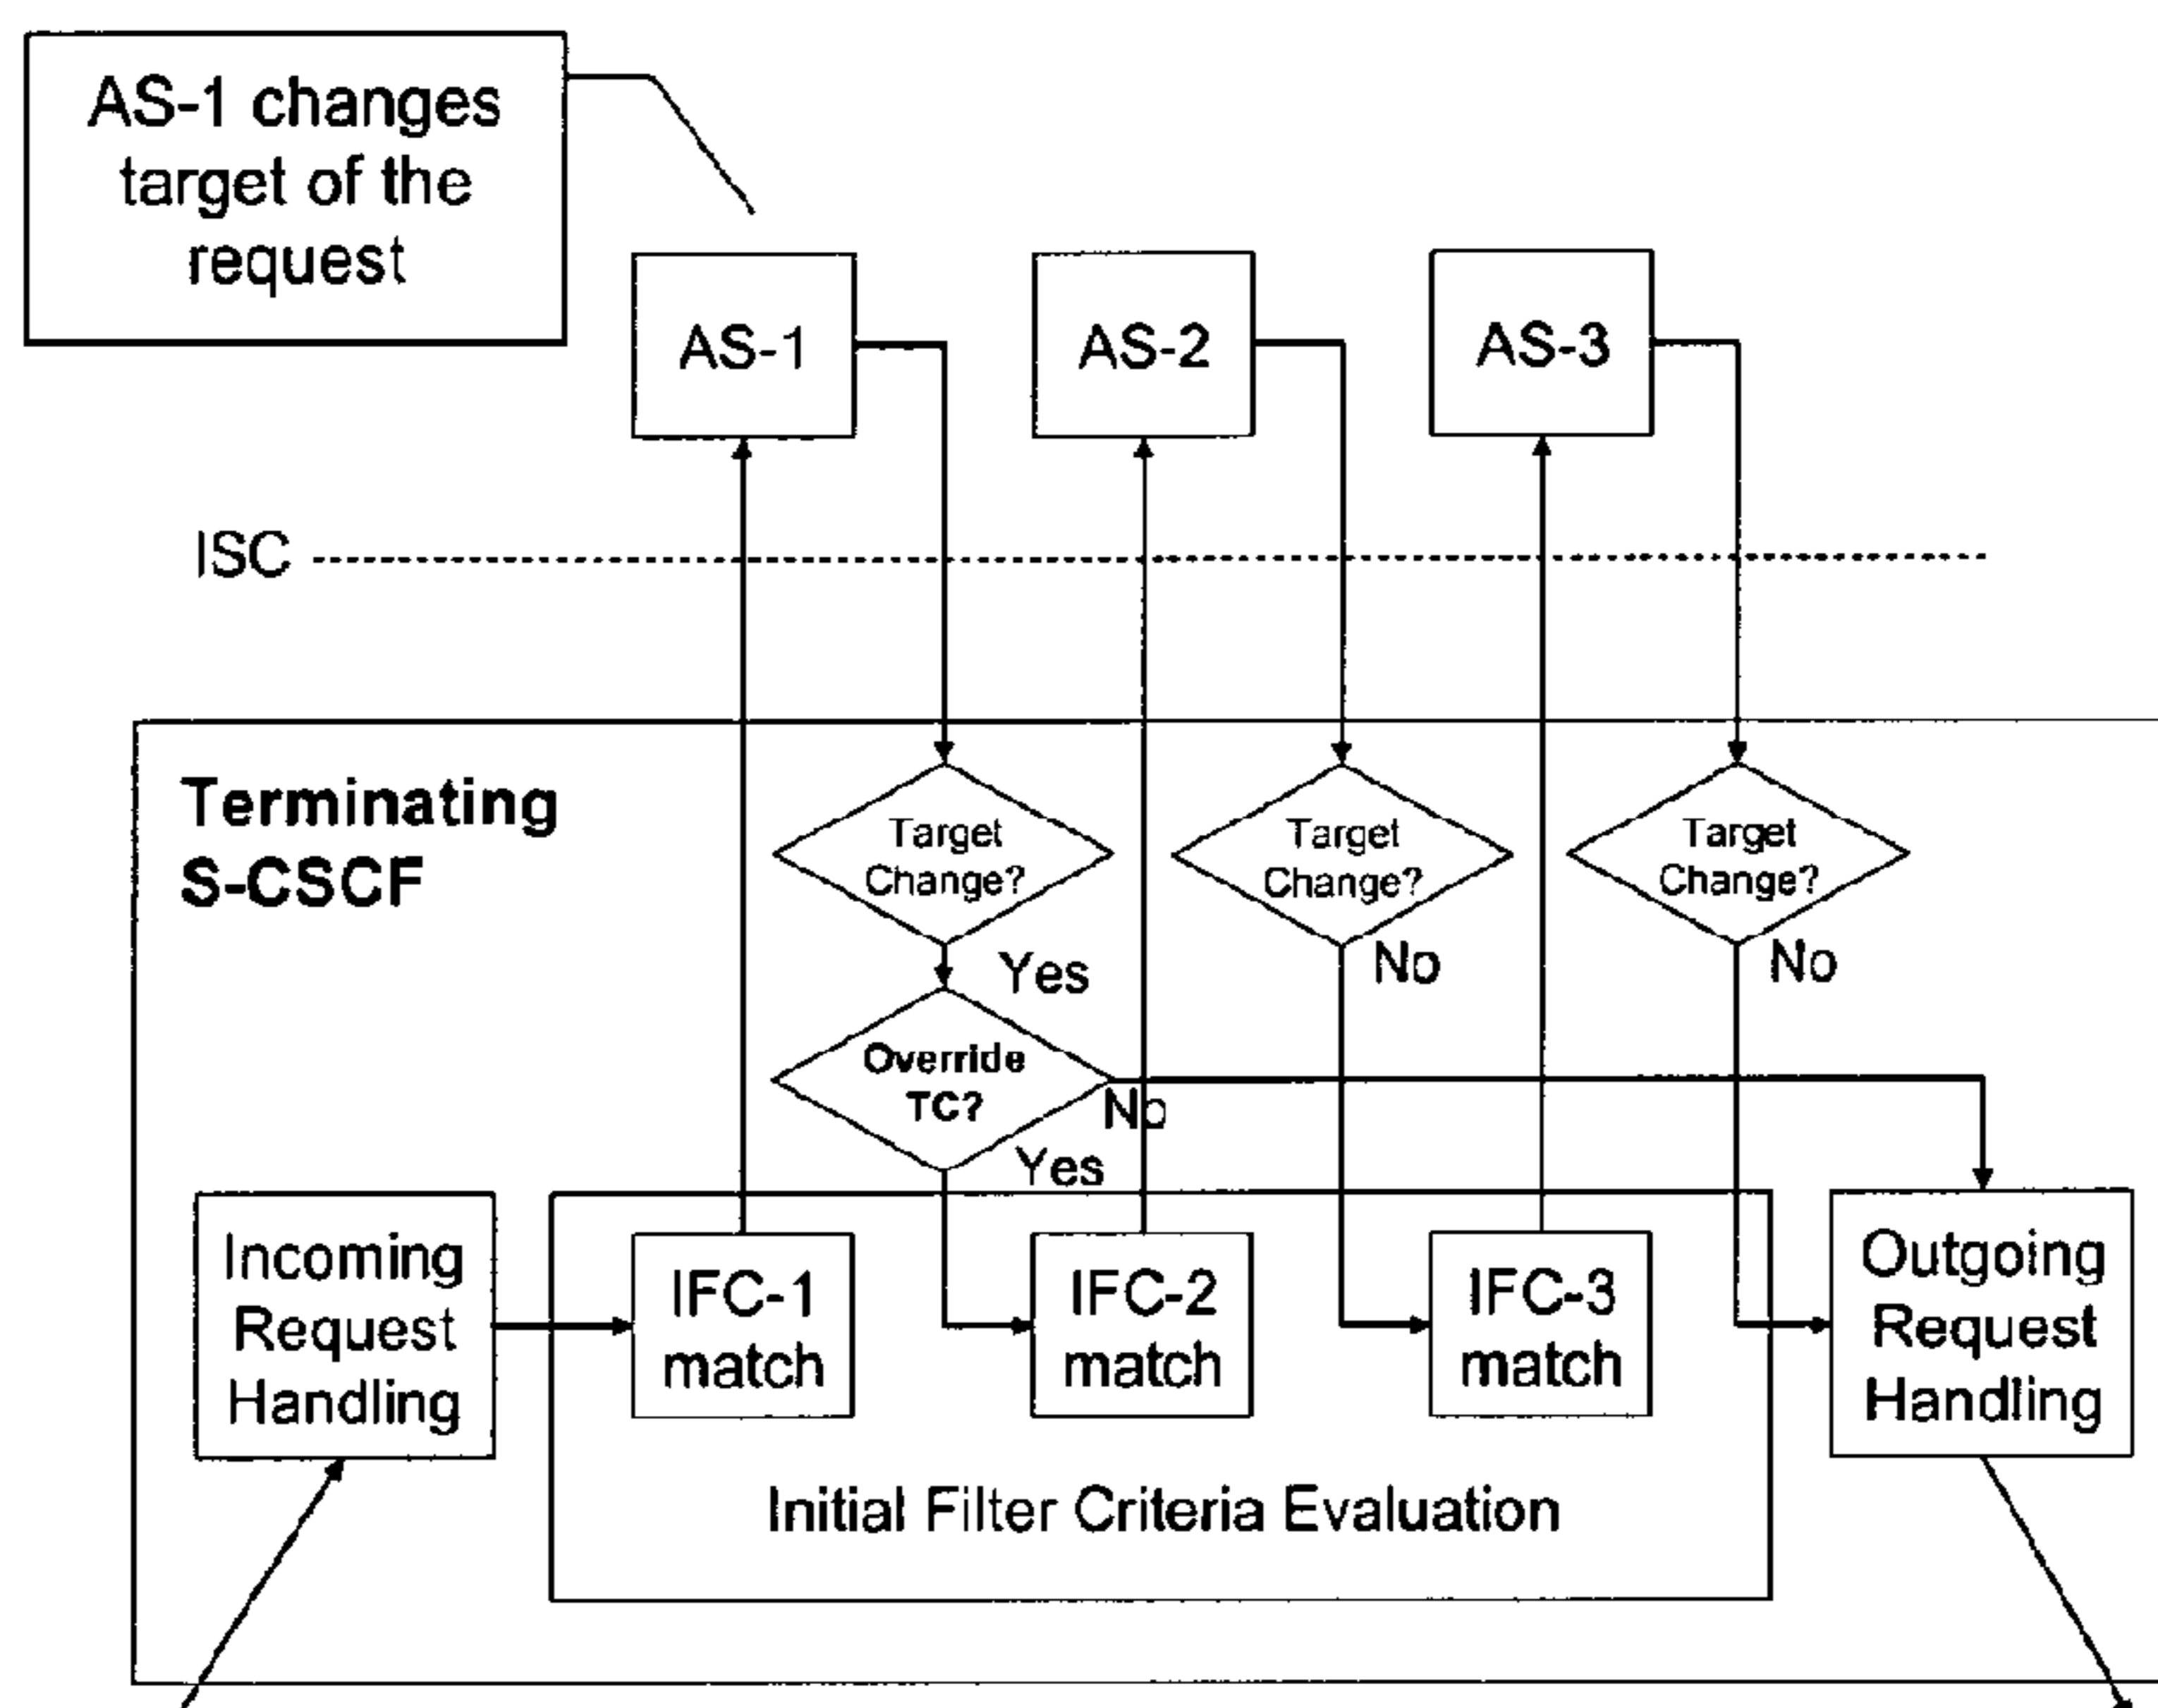 AS-1 changes
target of the
request
AS-1
AS-2
AS-3
ISC
Terminating
S-CSCF
Target
Change?
Target
Change?
Target
Change?
Yes
No
No
Override
TC?
No
Yes
Incoming
Request
Handling
IFC-1
match
IFC-2
match
IFC-3
match
Outgoing
Request
Handling
Initial Filter Criteria Evaluation